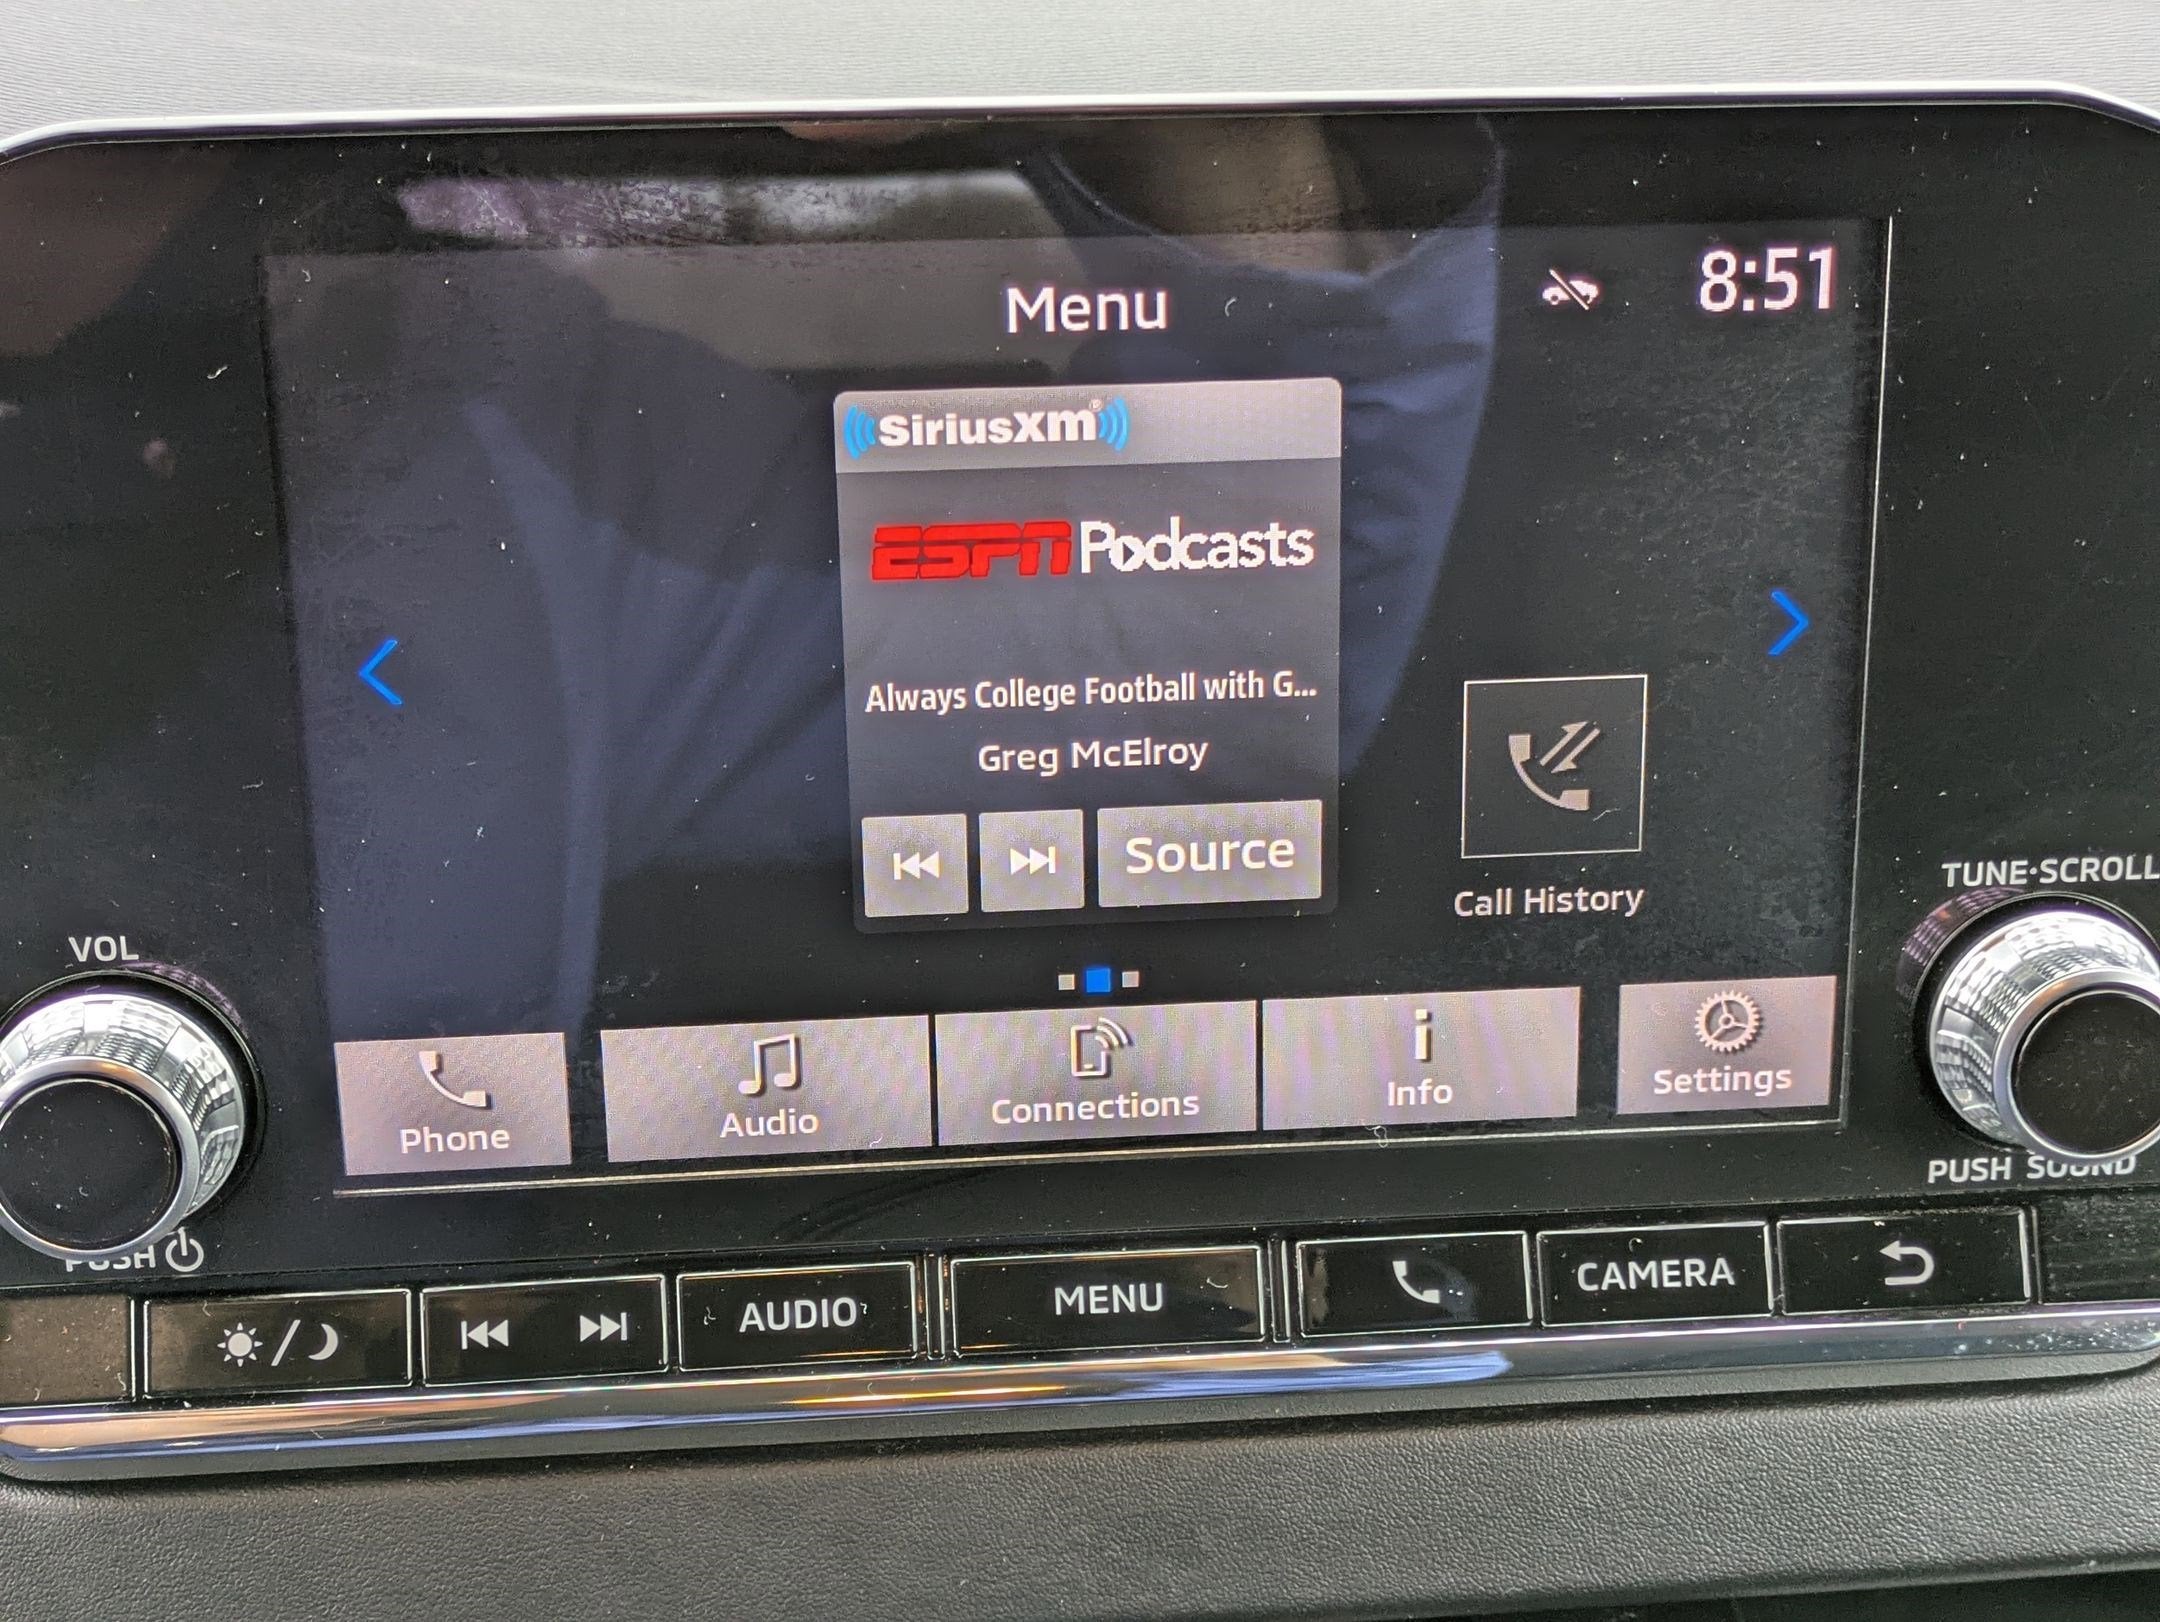 Menu
8:51
SiriusXM®
ESPN Podcasts
Always College Football with G...
Greg McElroy
Source
Call History
Phone
Audio
Connections
Info
Settings
VOL
PUSH
TUNE·SCROLL
PUSH SOUND
AUDIO
MENU
CAMERA